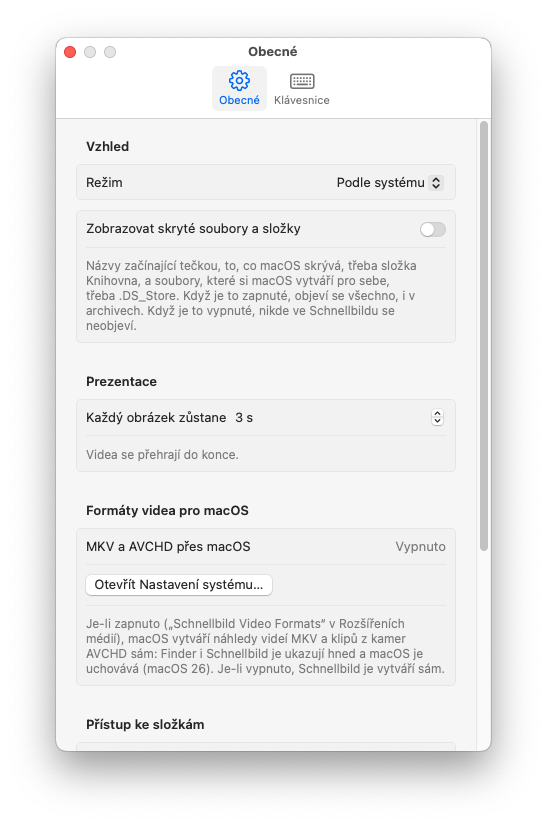 Obecné
Obecné
Klávesnice
Vzhled
Režim
Podle systému
Zobrazovat skryté soubory a složky
Názvy začínající tečkou, to, co macOS skrývá, třeba složka
Knihovna, a soubory, které si macOS vytváří pro sebe,
třeba .DS_Store. Když je to zapnuté, objeví se všechno, i v
archivech. Když je to vypnuté, nikde ve Schnellbildu se
neobjeví.
Prezentace
Každý obrázek zůstane 3 s
Videa se přehrají do konce.
Formáty videa pro macOS
MKV a AVCHD přes macOS
Vypnuto
Otevřít Nastavení systému…
Je-li zapnuto („Schnellbild Video Formats“ v Rozšířeních
médií), macOS vytváří náhledy videí MKV a klipů z kamer
AVCHD sám: Finder i Schnellbild je ukazují hned a macOS je
uchovává (macOS 26). Je-li vypnuto, Schnellbild je vytváří sám.
Přístup ke složkám